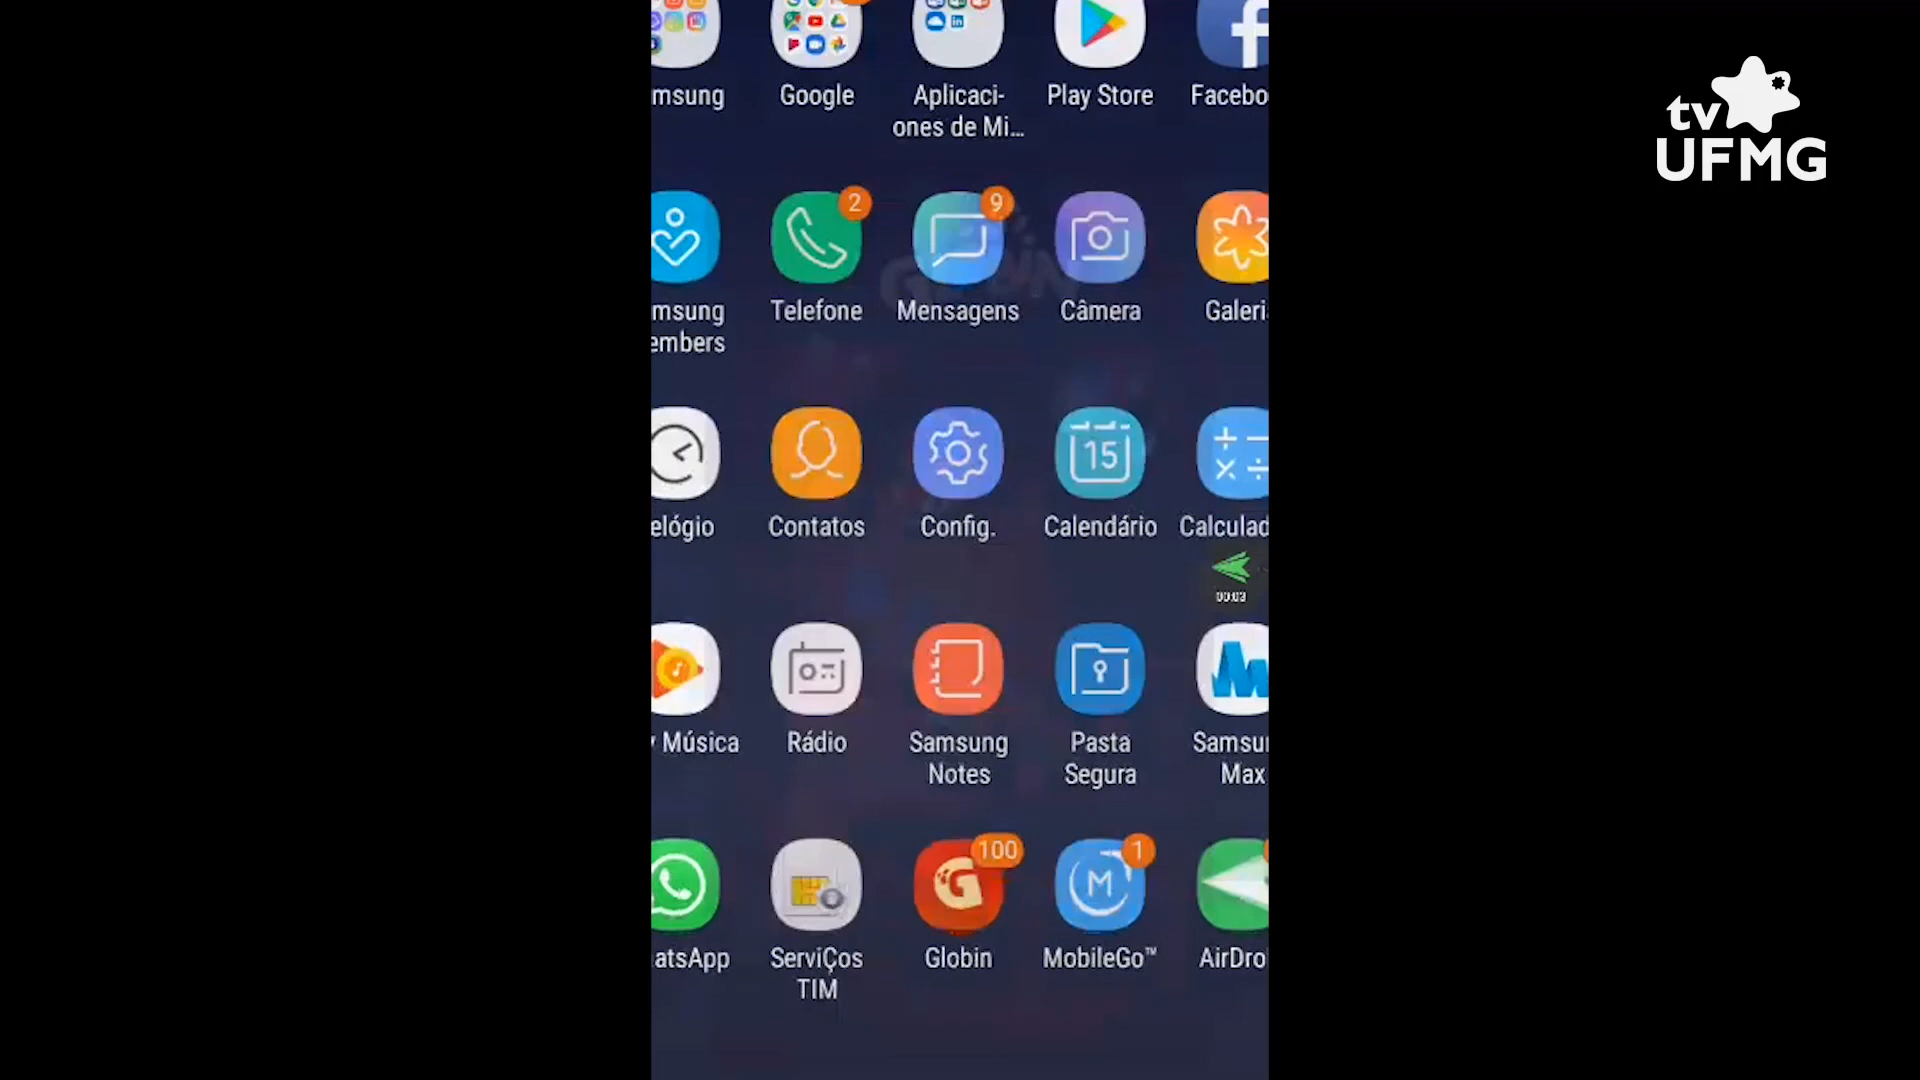 tv
UFMG
msung
Google
Aplicaci-
ones de Mi...
Play Store
Facebo
2
9
msung
embers
Telefone
Mensagens
Câmera
Galeri
15
elógio
Contatos
Config.
Calendário
Calculad
00:03
Música
Rádio
Samsung
Notes
Pasta
Segura
Samsu
Max
100
1
G
M
atsApp
ServiÇos
TIM
Globin
MobileGo™
AirDro